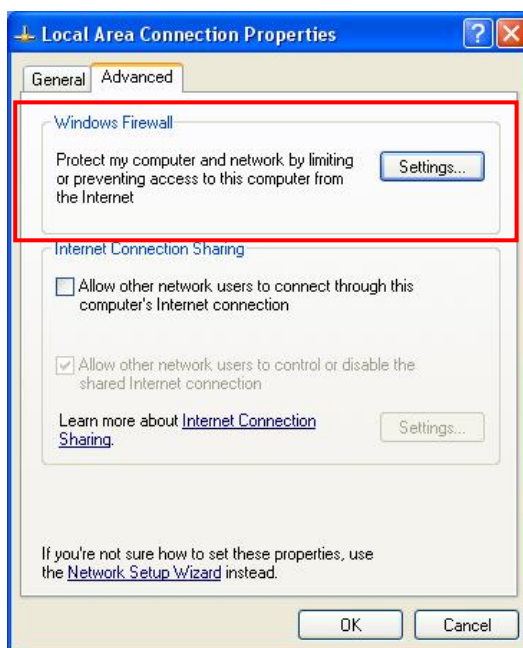 Local Area Connection Properties
General Advanced
Windows Firewall
Protect my computer and network by limiting
or preventing access to this computer from
the Internet
Settings...
Internet Connection Sharing
Allow other network users to connect through this
computer's Internet connection
Allow other network users to control or disable the
shared Internet connection
Learn more about Internet Connection
Sharing.
Settings...
If you're not sure how to set these properties, use
the Network Setup Wizard instead.
OK Cancel